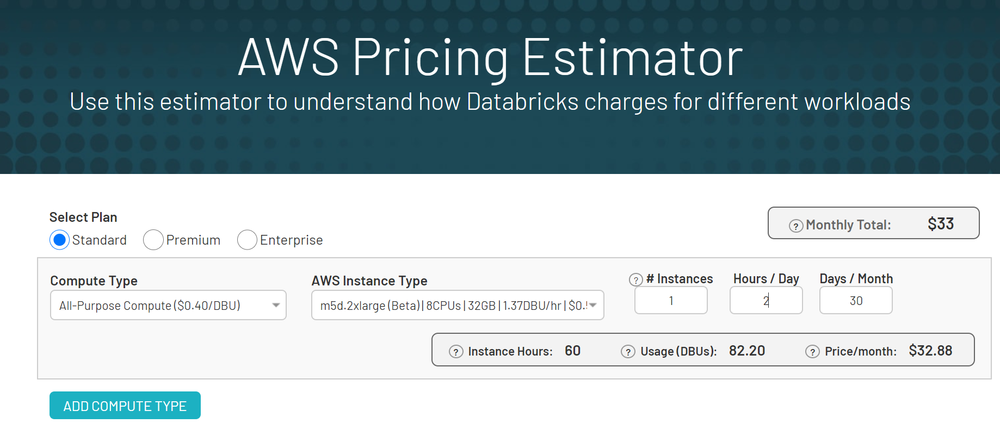 AWS Pricing Estimator
Use this estimator to understand how Databricks charges for different workloads
Select Plan
Standard Premium Enterprise
? Monthly Total: $33
Compute Type
All-Purpose Compute ($0.40/DBU)
AWS Instance Type
m5d.2xlarge (Beta) | 8CPUs | 32GB | 1.37DBU/hr |
? # Instances
1
Hours / Day
2
Days / Month
30
? Instance Hours: 60 ? Usage (DBUs): 82.20 ? Price/month: $32.88
ADD COMPUTE TYPE